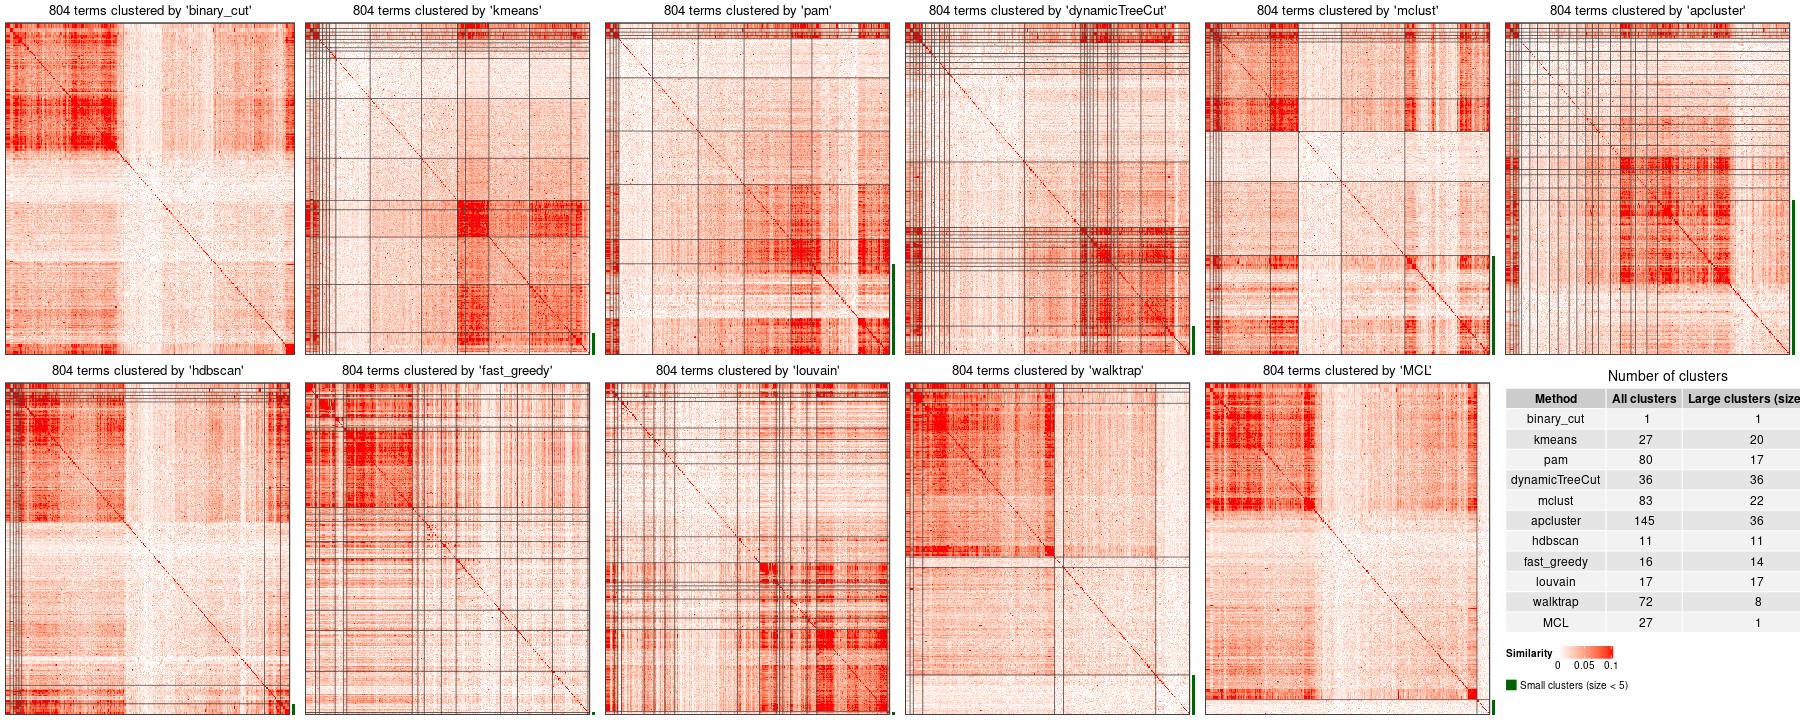 804 terms clustered by 'binary_cut'
804 terms clustered by 'kmeans'
804 terms clustered by 'pam'
804 terms clustered by 'dynamicTreeCut'
804 terms clustered by 'mclust'
804 terms clustered by 'apcluster'
804 terms clustered by 'hdbscan'
804 terms clustered by 'fast_greedy'
804 terms clustered by 'louvain'
804 terms clustered by 'walktrap'
804 terms clustered by 'MCL'
Number of clusters
Method All clusters Large clusters (size
binary_cut 1 1
kmeans 27 20
pam 80 17
dynamicTreeCut 36 36
mclust 83 22
apcluster 145 36
hdbscan 11 11
fast_greedy 16 14
louvain 17 17
walktrap 72 8
MCL 27 1
Similarity
0 0.05 0.1
Small clusters (size < 5)